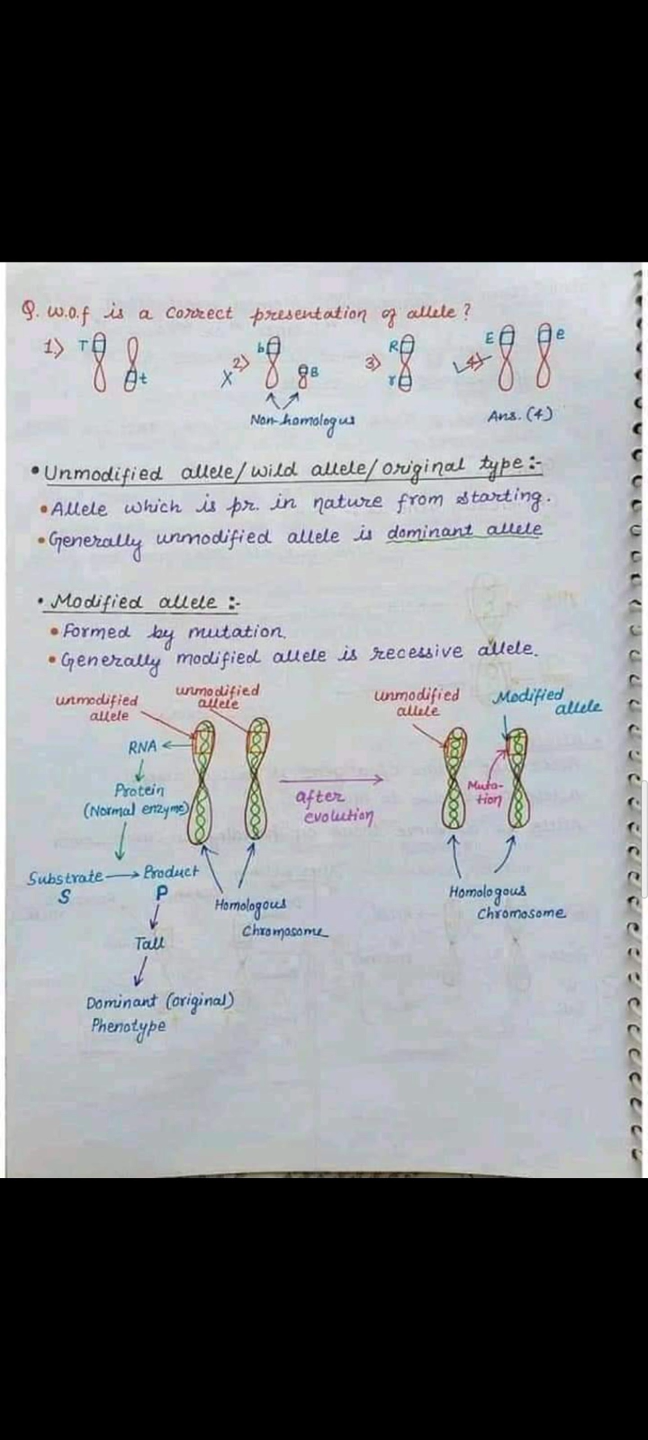 Q. w.o.f is a correct presentation of allele?
1) T t
X 2) b B
3) R r
4) E e
Non-homologus
Ans. (4)
• Unmodified allele/wild allele/original type:-
• Allele which is pr. in nature from starting.
• Generally unmodified allele is dominant allele
• Modified allele :-
• Formed by mutation.
• Generally modified allele is recessive allele.
unmodified
allele
unmodified
allele
RNA
Protein
(Normal enzyme)
Substrate → Product
S P
Tall
Dominant (original)
Phenotype
Homologus
Chromosome
after
evolution
unmodified
allele
Modified
allele
Muta-
tion
Homologous
Chromosome